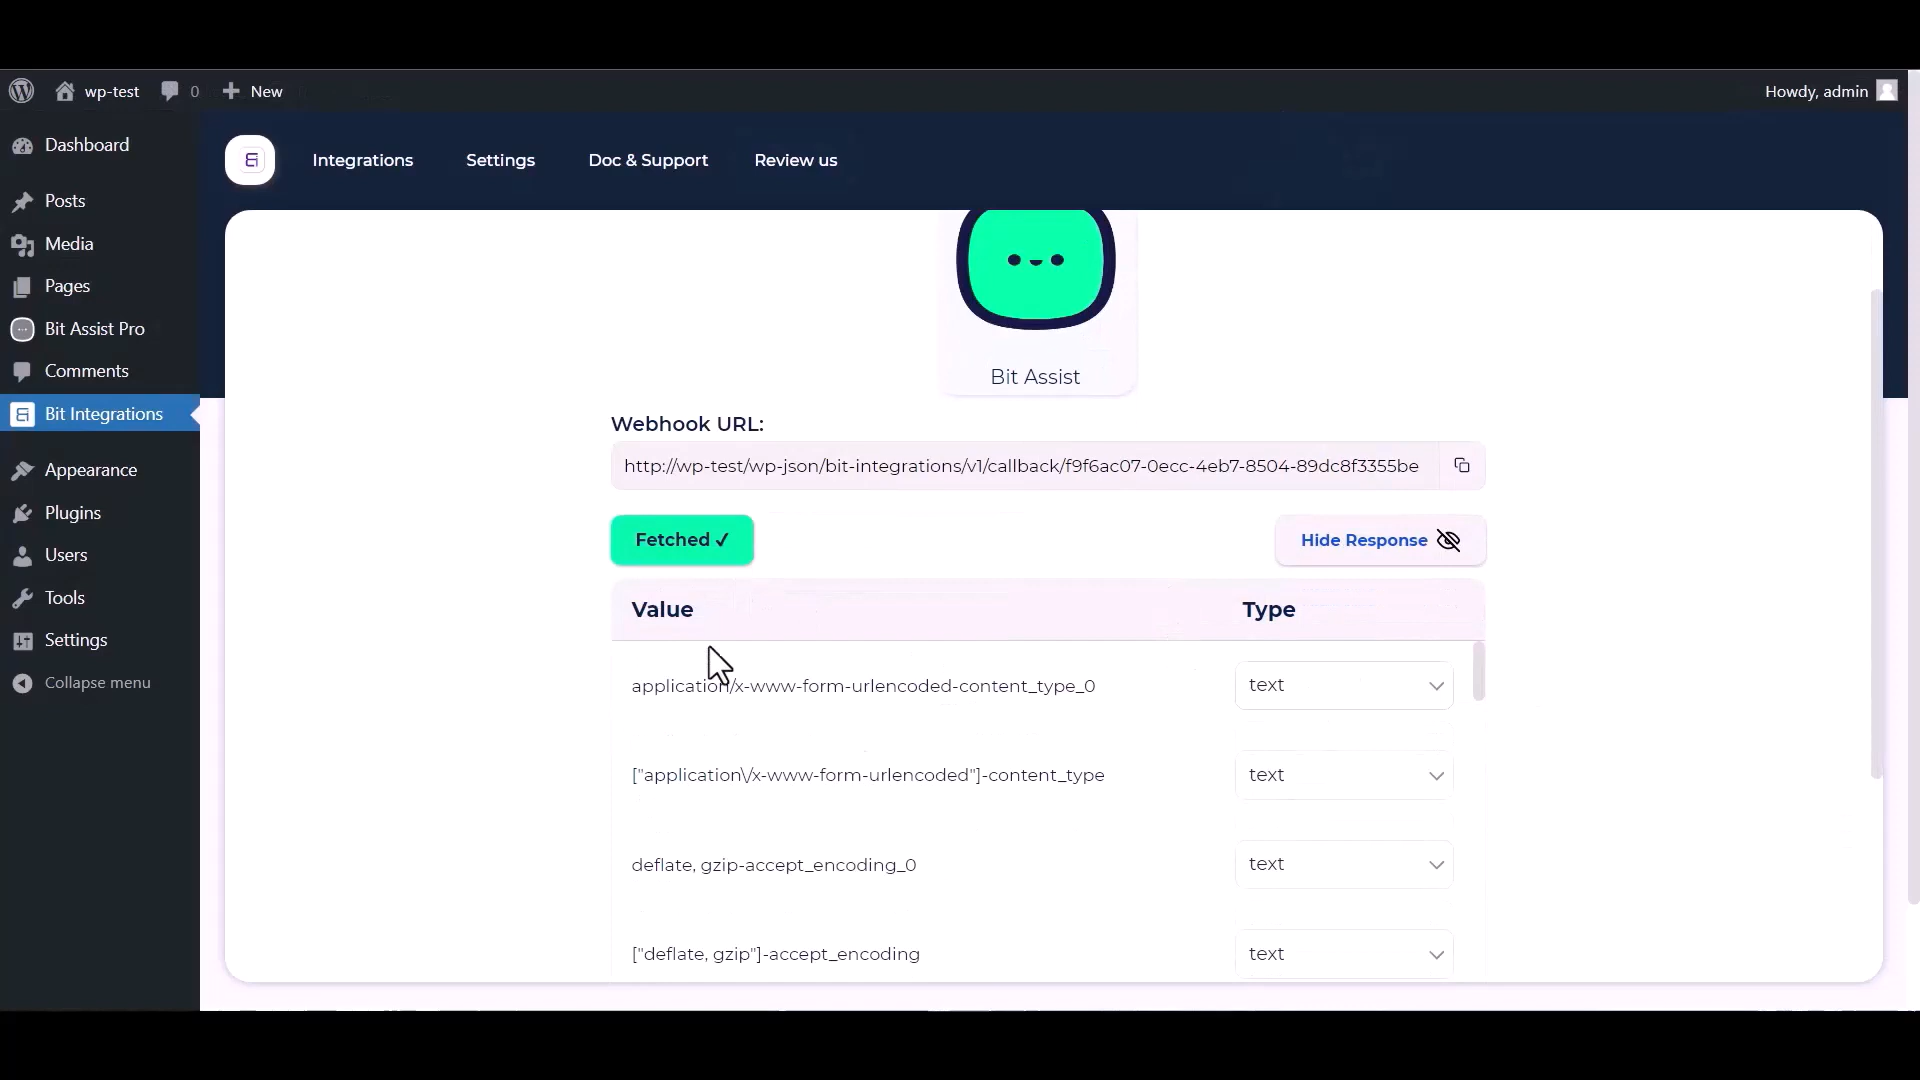 wp-test
0
New
Howdy, admin
Dashboard
Posts
Media
Pages
Bit Assist Pro
Comments
Bit Integrations
Appearance
Plugins
Users
Tools
Settings
Collapse menu
Integrations
Settings
Doc & Support
Review us
Bit Assist
Webhook URL:
http://wp-test/wp-json/bit-integrations/v1/callback/f9f6ac07-0ecc-4eb7-8504-89dc8f3355be
Fetched ✓
Hide Response
Value
Type
application/x-www-form-urlencoded-content_type_0
text
["application\/x-www-form-urlencoded"]-content_type
text
deflate, gzip-accept_encoding_0
text
["deflate, gzip"]-accept_encoding
text